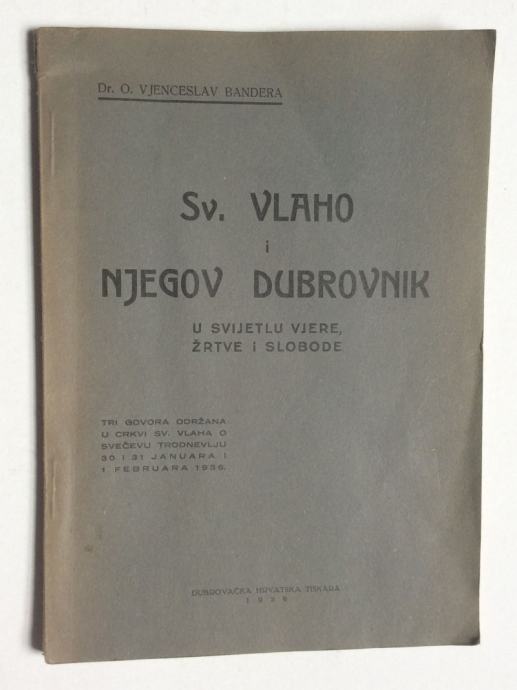 Dr. O. VJENCESLAV BANDERA
Sv. VLAHO
i
NJEGOV DUBROVNIK
U SVIJETLU VJERE,
ŽRTVE i SLOBODE
TRI GOVORA ODRŽANA
U CRKVI SV. VLAHA O
SVEČEVU TRODNEVLJU
30 I 31 JANUARA I
1 FEBRUARA 1936.
DUBROVAČKA HRVATSKA TISKARA
1936